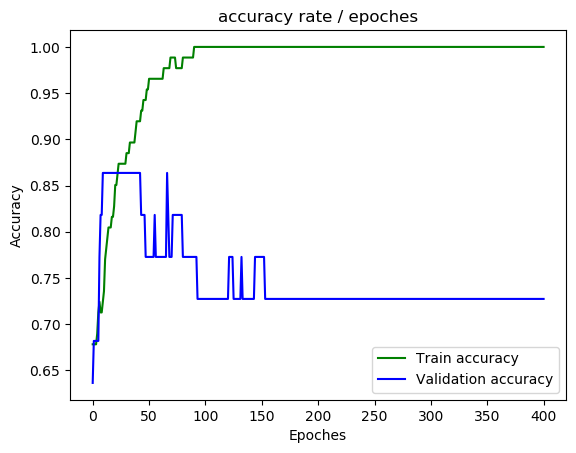 accuracy rate / epoches
1.00
0.95
0.90
0.85
0.80
0.75
0.70
0.65
Accuracy
Train accuracy
Validation accuracy
0 50 100 150 200 250 300 350 400
Epoches